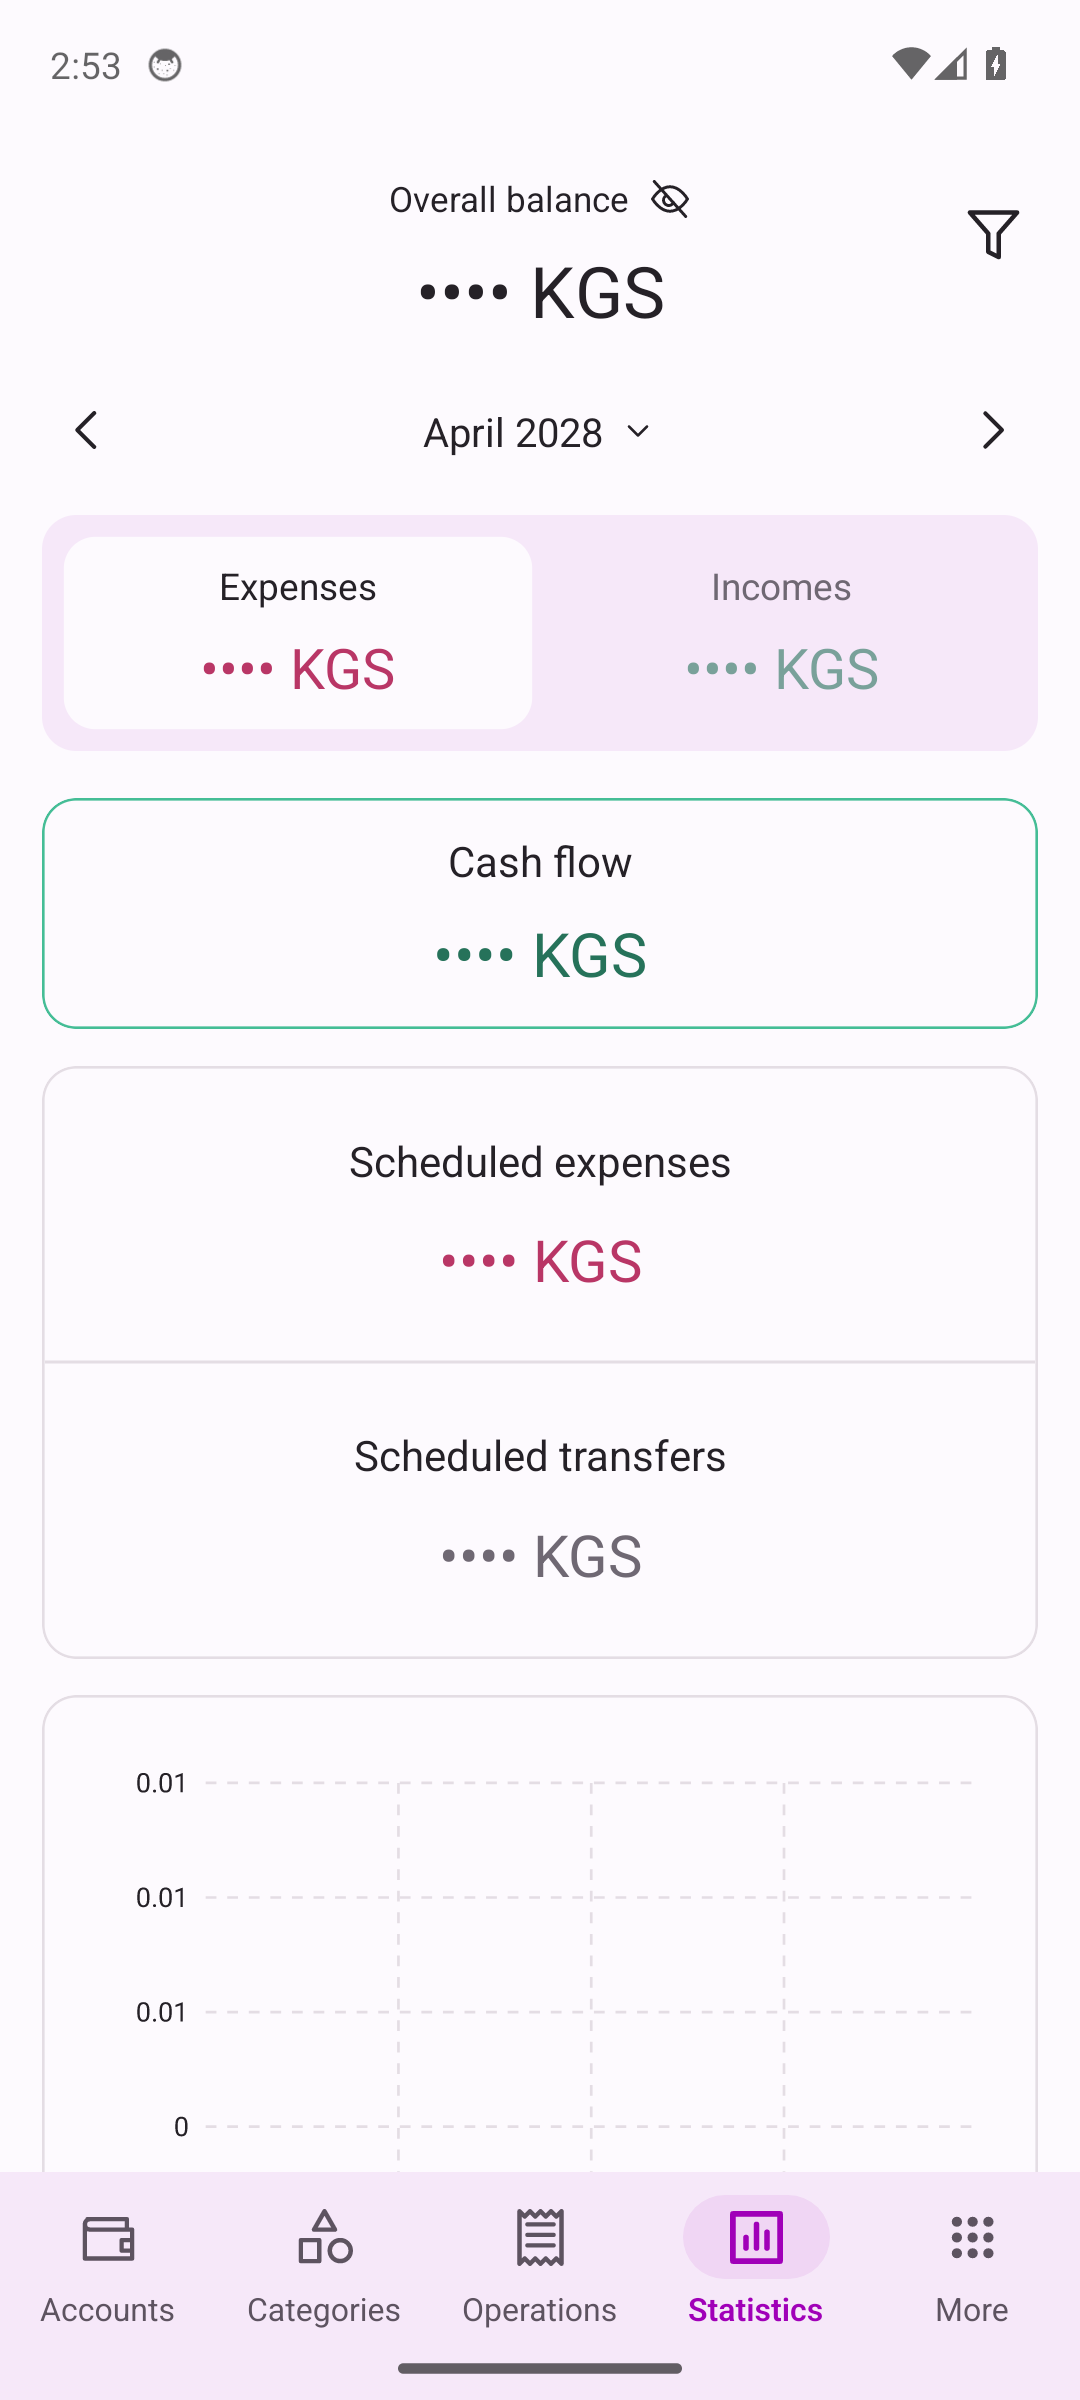 2:53
Overall balance
•••• KGS
April 2028
Expenses
Incomes
•••• KGS
•••• KGS
Cash flow
•••• KGS
Scheduled expenses
•••• KGS
Scheduled transfers
•••• KGS
0.01
0.01
0.01
0
Accounts
Categories
Operations
Statistics
More